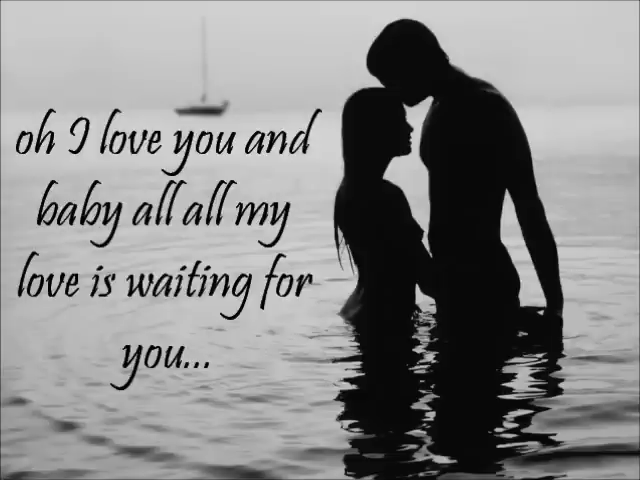 oh I love you and
baby all all my
love is waiting for
you...